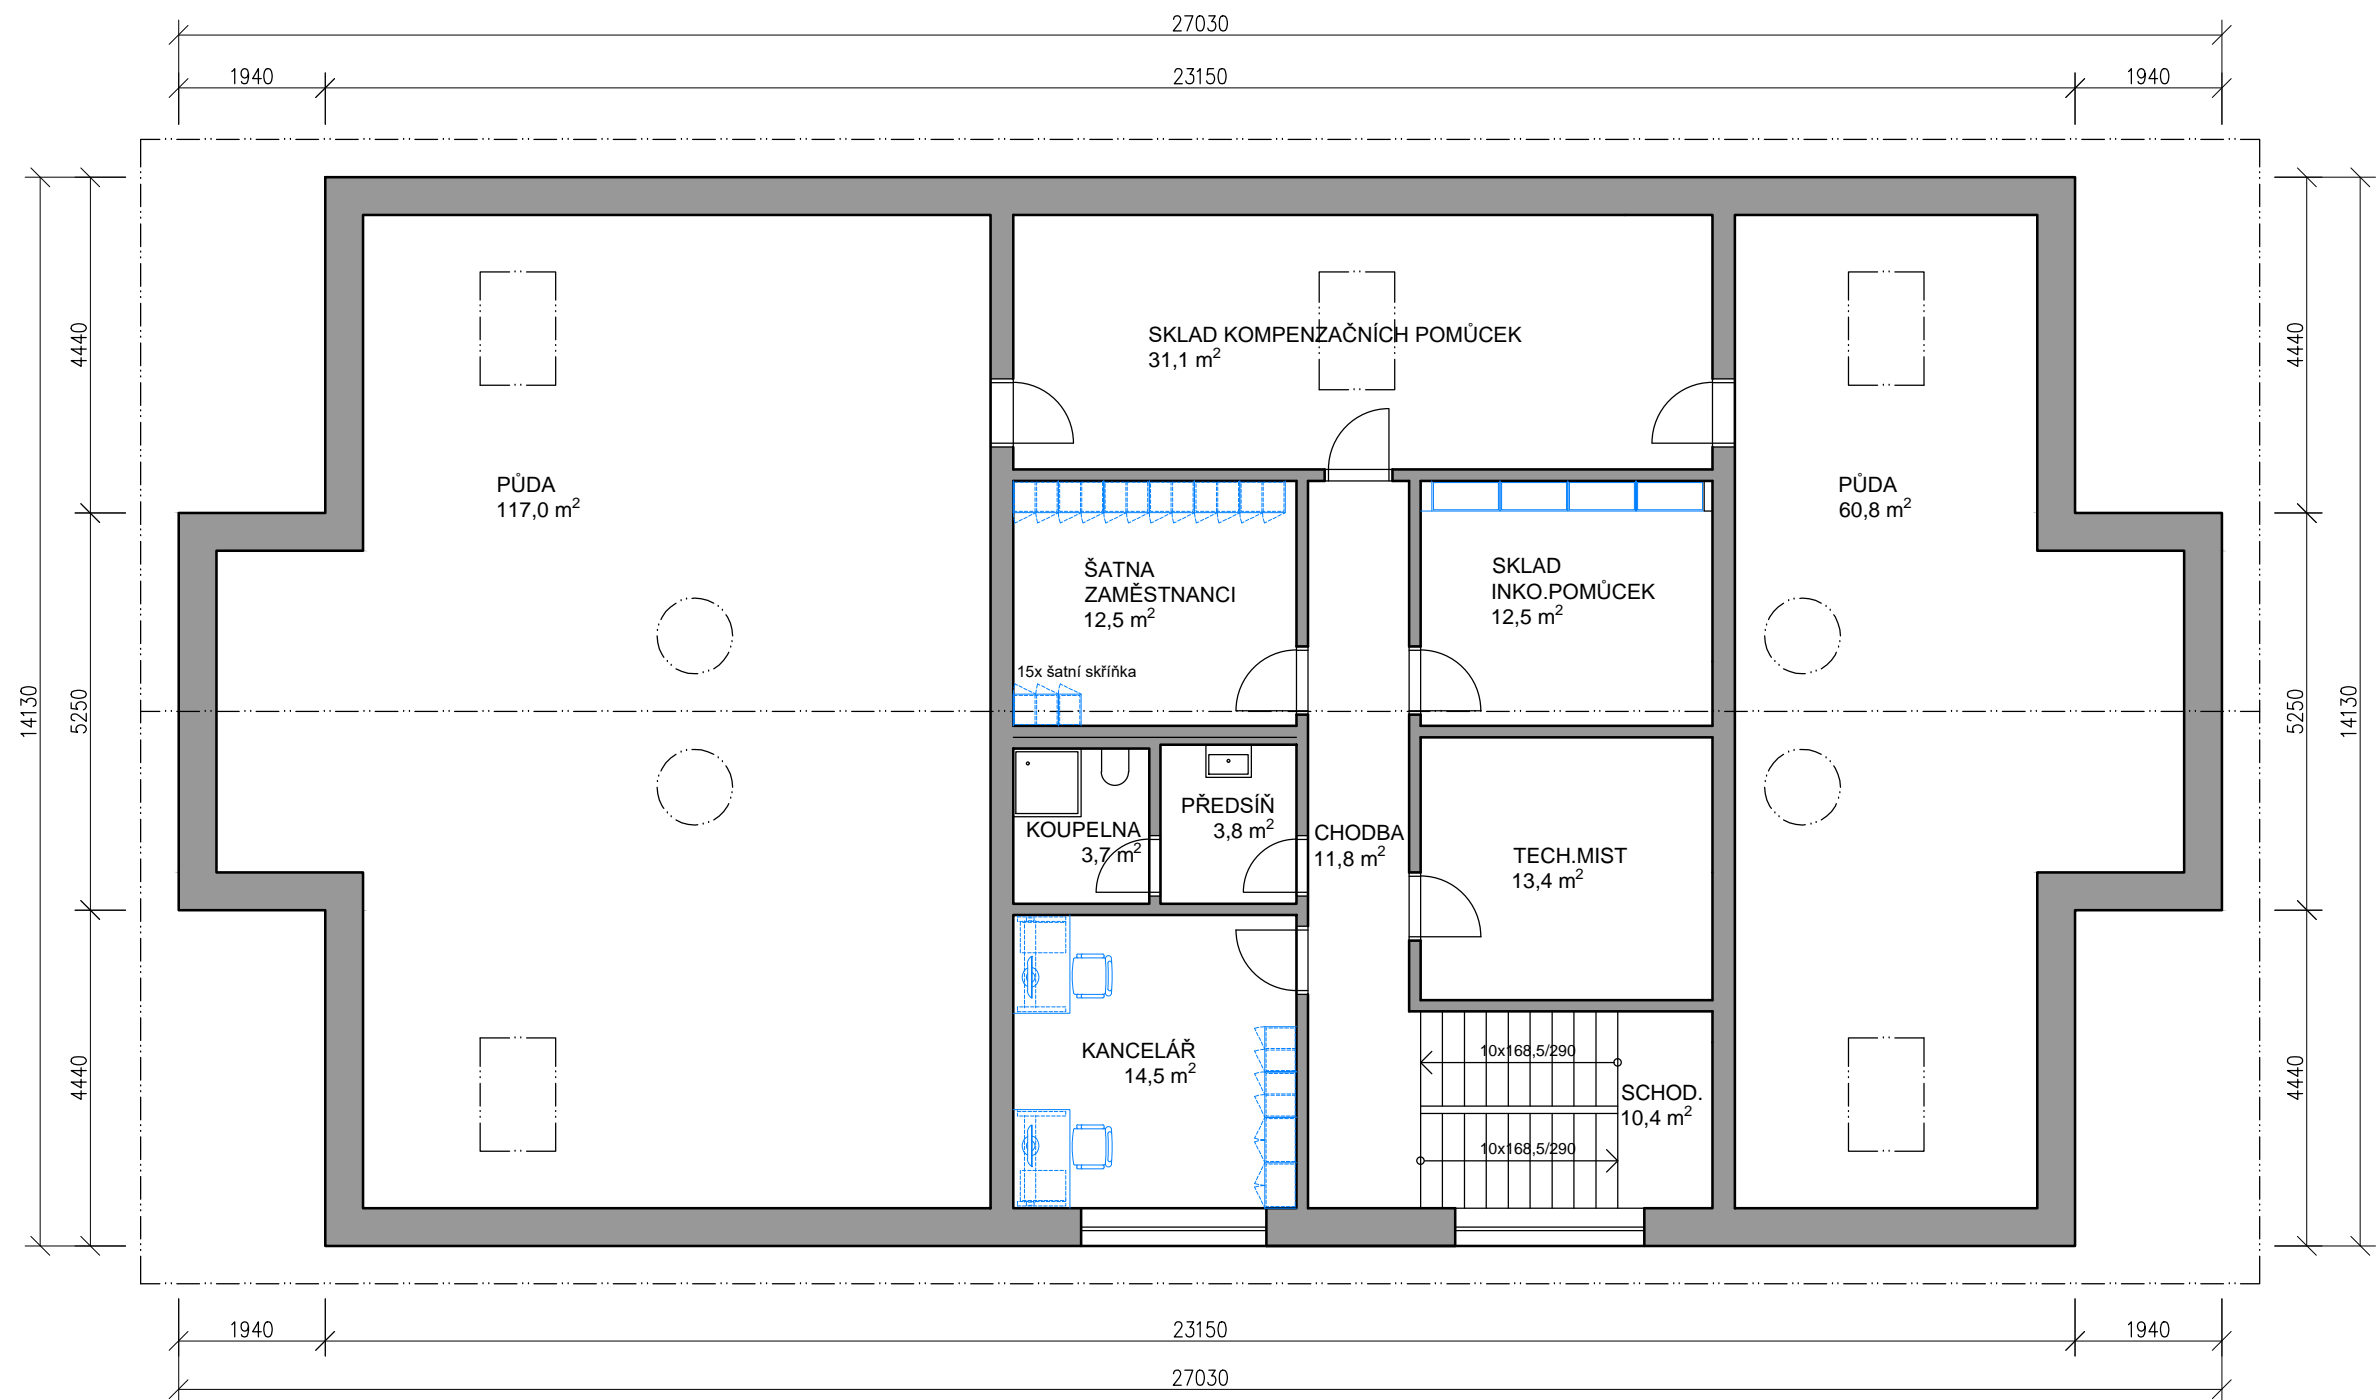 27030
1940 23150 1940
4440 4440
SKLAD KOMPENZAČNÍCH POMŮCEK
31,1 m²
PŮDA
117,0 m²
PŮDA
60,8 m²
ŠATNA
ZAMĚSTNANCI
12,5 m²
SKLAD
INKO.POMŮCEK
12,5 m²
15x šatní skříňka
14130 5250 5250 14130
KOUPELNA
3,7 m²
PŘEDSÍŇ
3,8 m²
CHODBA
11,8 m²
TECH.MIST
13,4 m²
KANCELÁŘ
14,5 m²
10x168,5/290
SCHOD.
10,4 m²
10x168,5/290
4440 4440
1940 23150 1940
27030